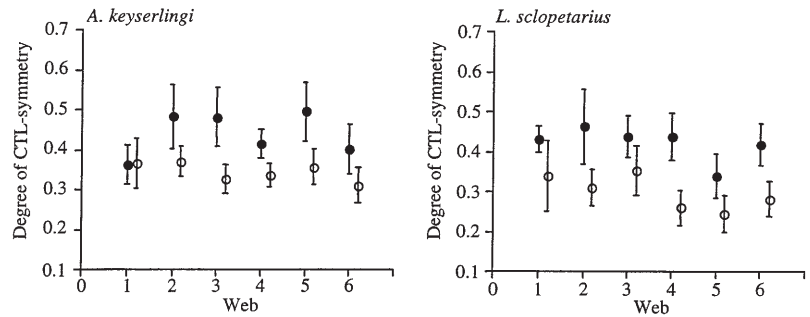 A. keyserlingi
0.7
0.6
0.5
0.4
0.3
0.2
0.1
Degree of CTL-symmetry
0 1 2 3 4 5 6
Web
L. sclopetarius
0.7
0.6
0.5
0.4
0.3
0.2
0.1
Degree of CTL-symmetry
0 1 2 3 4 5 6
Web